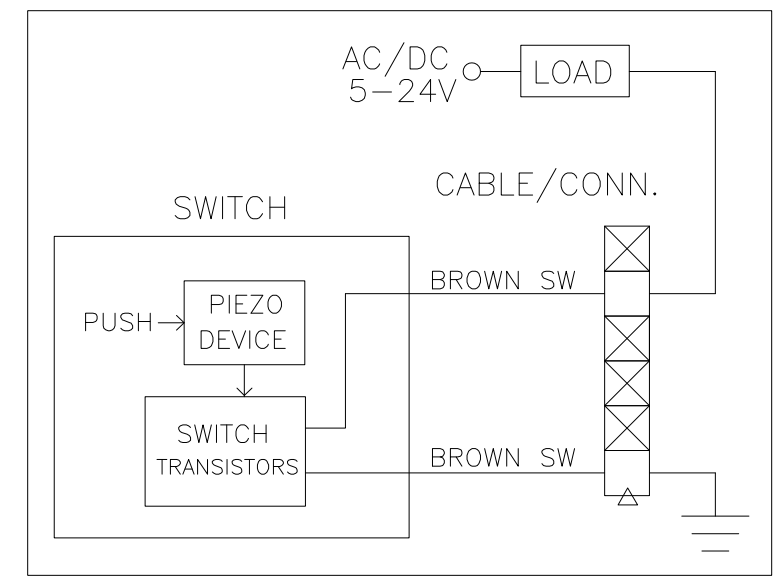 AC/DC
5-24V
LOAD
CABLE/CONN.
SWITCH
BROWN SW
PIEZO
DEVICE
PUSH
SWITCH
TRANSISTORS
BROWN SW